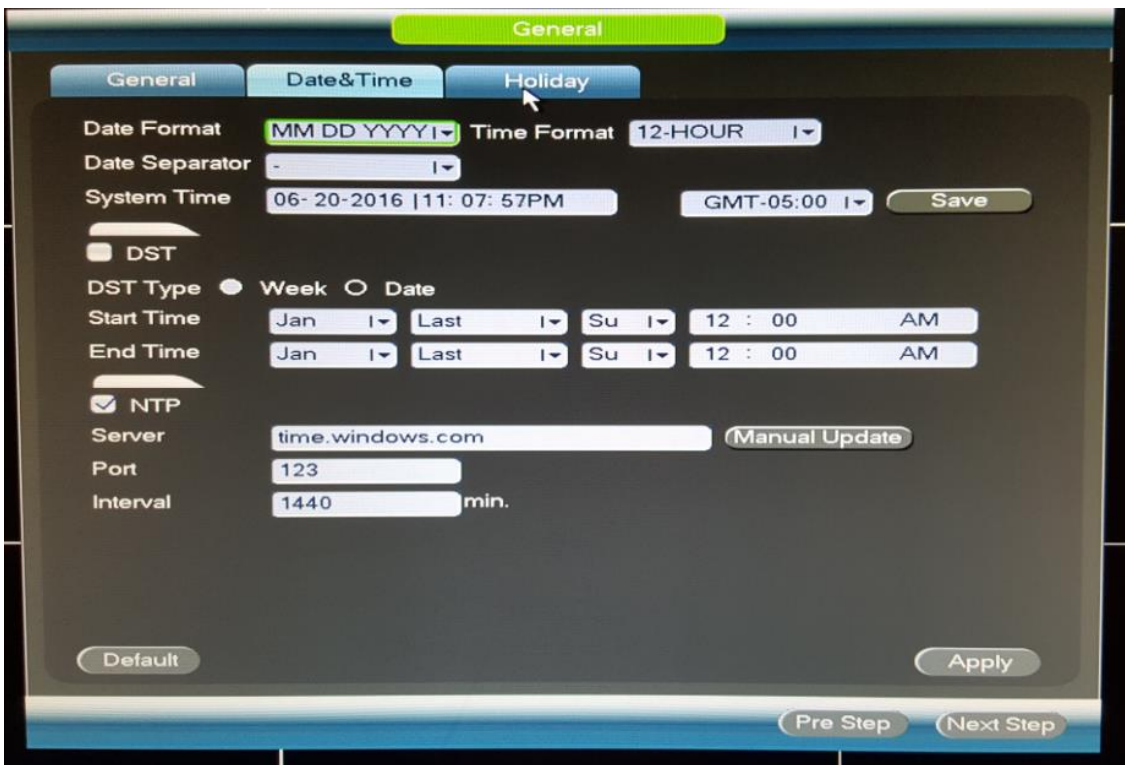 General
General Date&Time Holiday
Date Format MM DD YYYY Time Format 12-HOUR
Date Separator -
System Time 06- 20-2016 |11: 07: 57PM GMT-05:00 Save
DST
DST Type Week Date
Start Time Jan Last Su 12 : 00 AM
End Time Jan Last Su 12 : 00 AM
NTP
Server time.windows.com Manual Update
Port 123
Interval 1440 min.
Default Apply
Pre Step Next Step